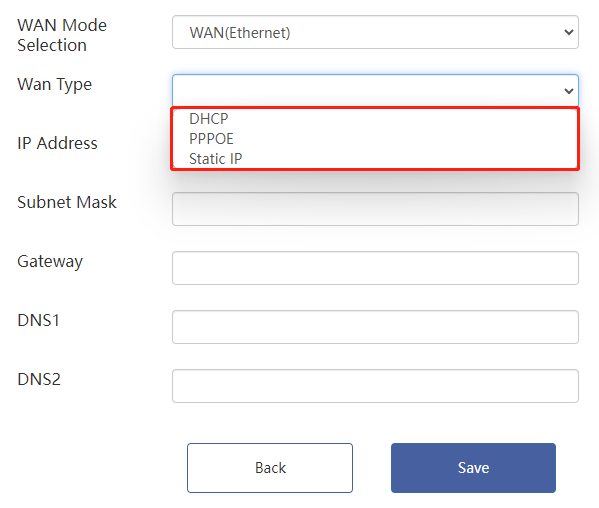 WAN Mode
Selection
WAN(Ethernet)
Wan Type
DHCP
PPPOE
Static IP
IP Address
Subnet Mask
Gateway
DNS1
DNS2
Back
Save